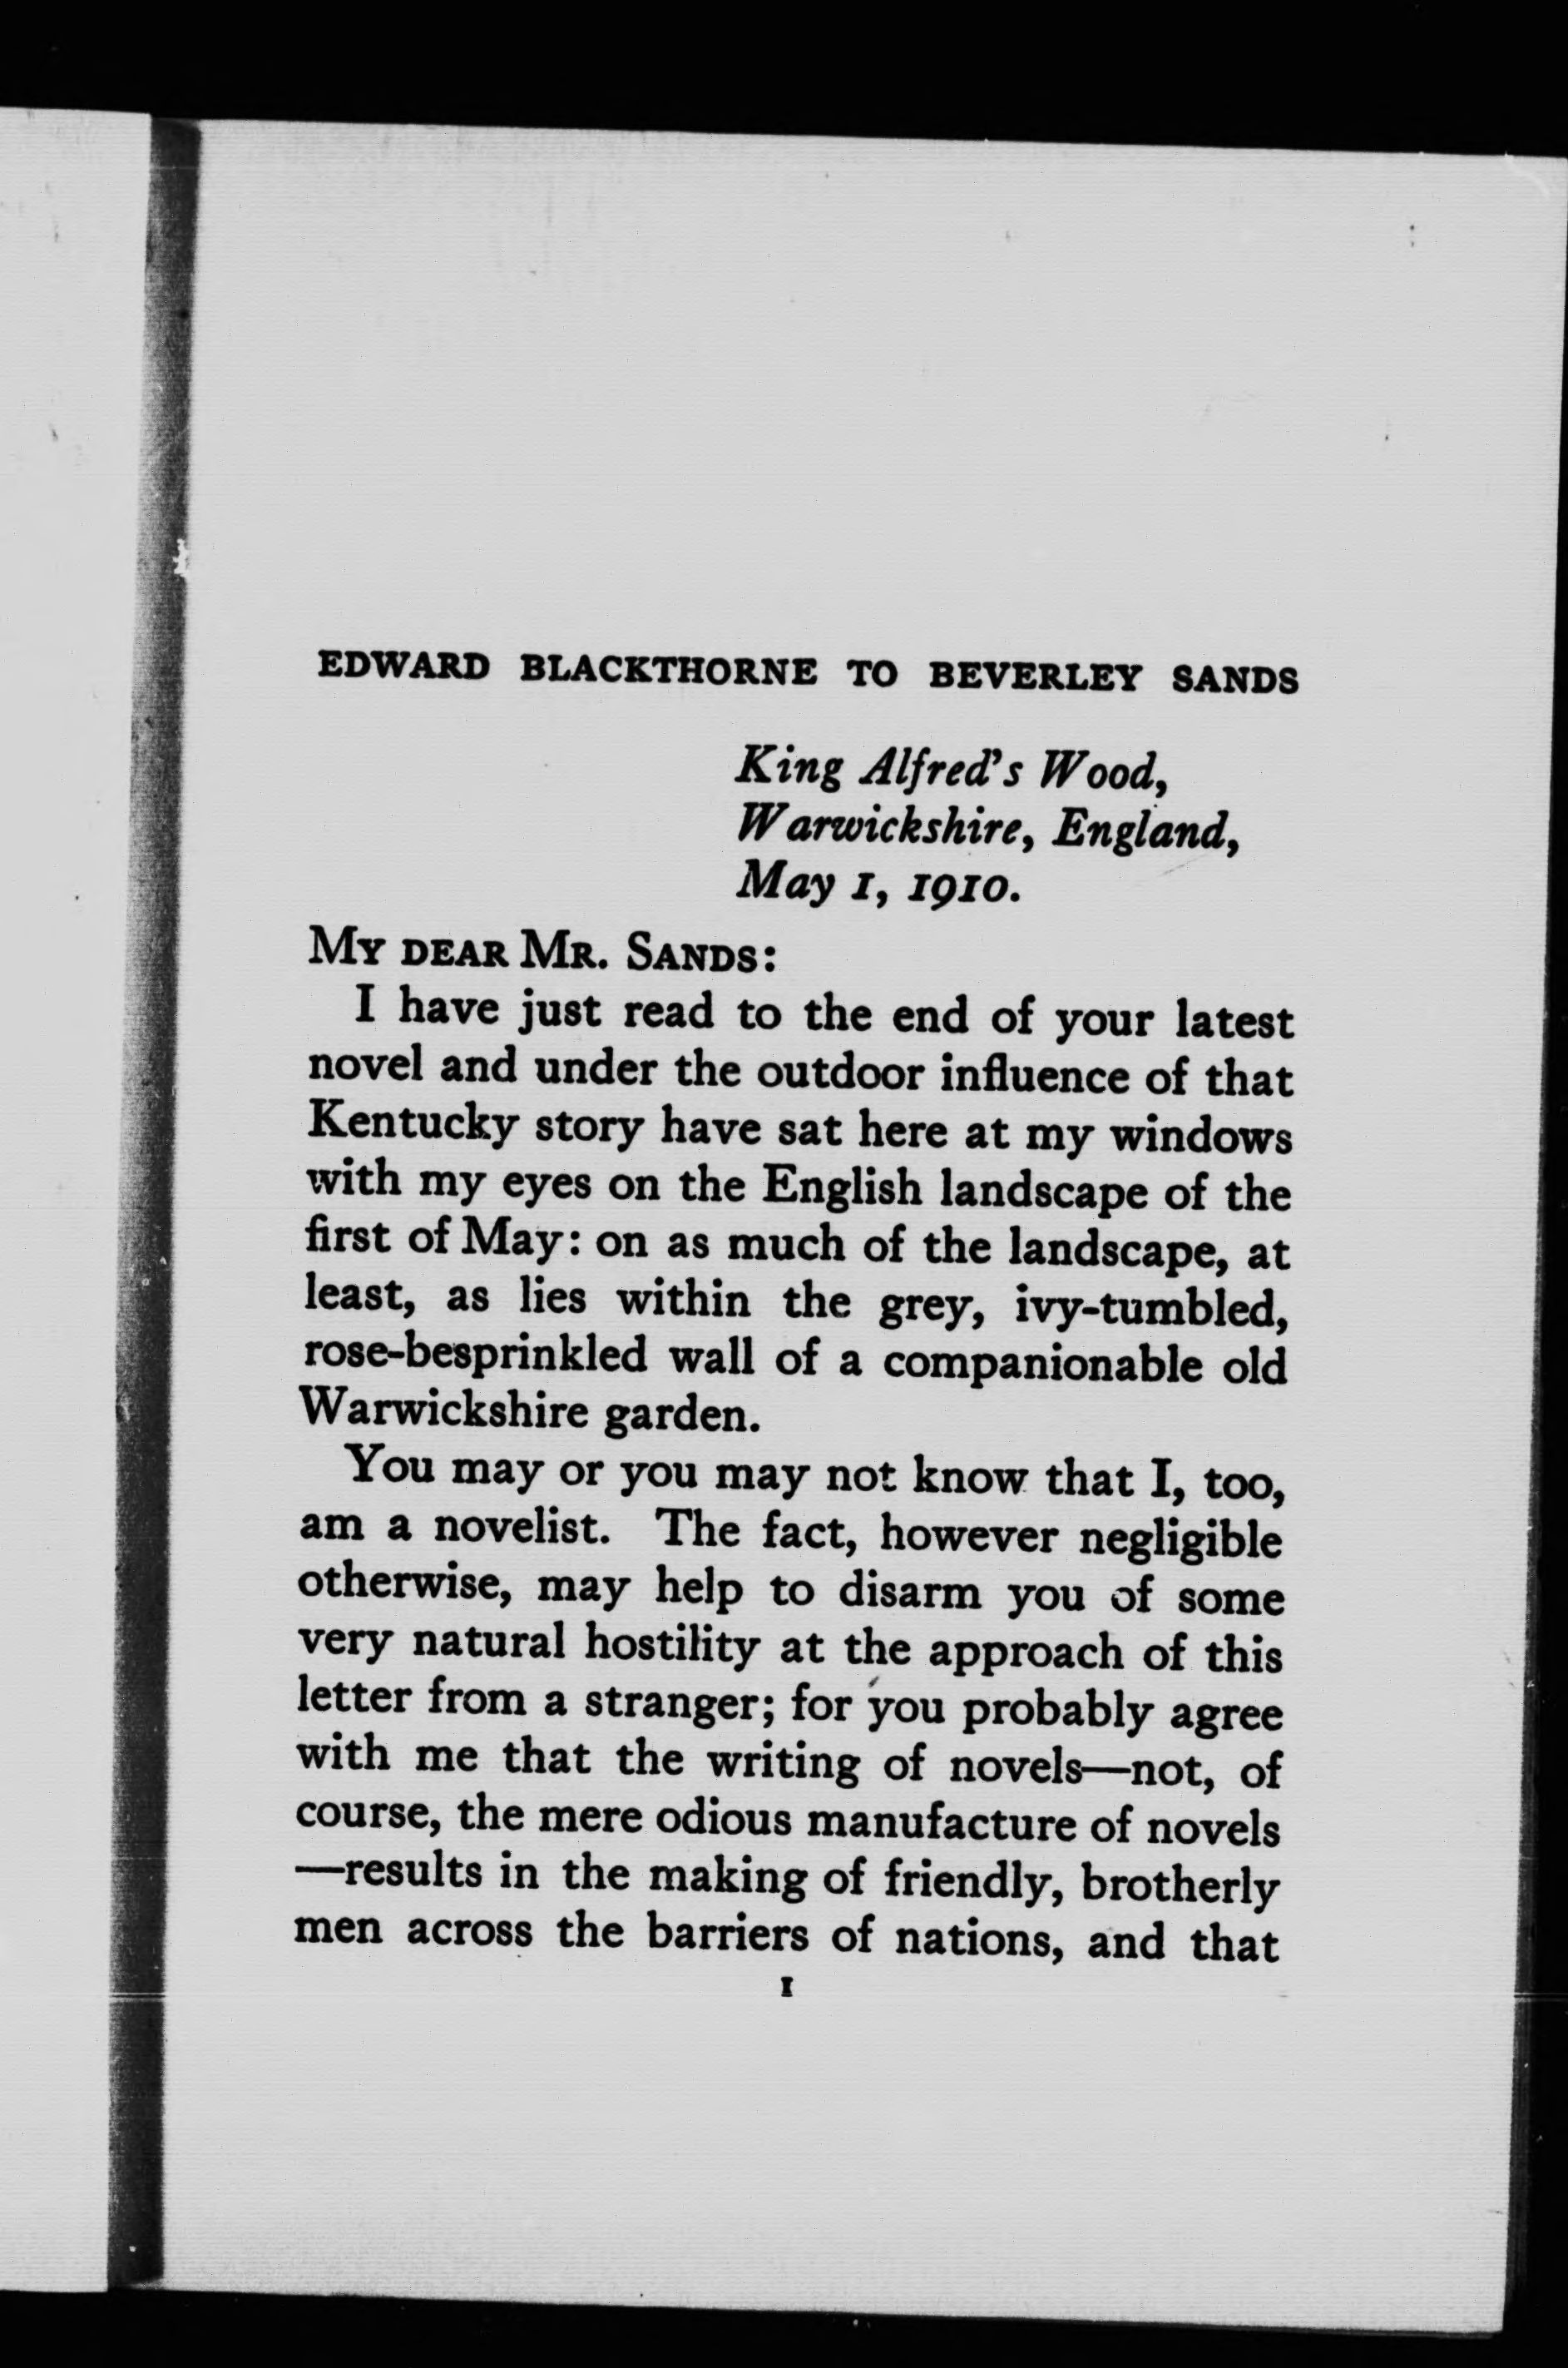 EDWARD BLACKTHORNE TO BEVERLEY SANDS
King Alfred's Wood,
Warwickshire, England,
May 1, 1910.
MY DEAR MR. SANDS:
I have just read to the end of your latest
novel and under the outdoor influence of that
Kentucky story have sat here at my windows
with my eyes on the English landscape of the
first of May: on as much of the landscape, at
least, as lies within the grey, ivy-tumbled,
rose-besprinkled wall of a companionable old
Warwickshire garden.
You may or you may not know that I, too,
am a novelist. The fact, however negligible
otherwise, may help to disarm you of some
very natural hostility at the approach of this
letter from a stranger; for you probably agree
with me that the writing of novels—not, of
course, the mere odious manufacture of novels
—results in the making of friendly, brotherly
men across the barriers of nations, and that
1